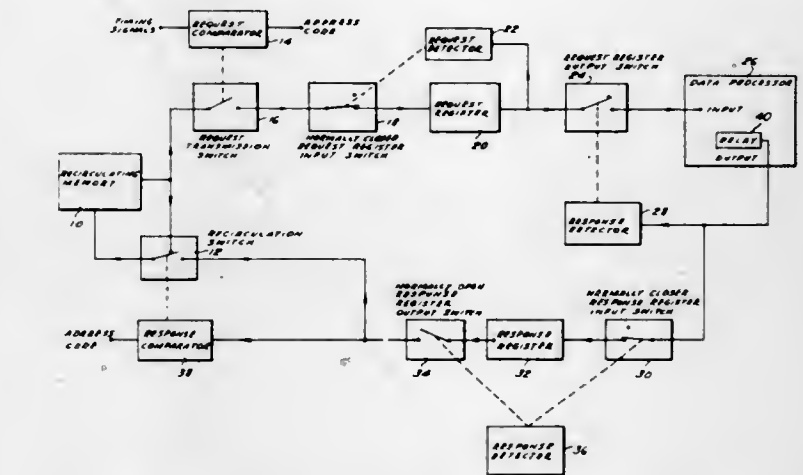 TIMING
SIGNALS
REQUEST
COMPARATOR
14
ADDRESS
CODE
REQUEST
DETECTOR
22
REQUEST REGISTER
OUTPUT SWITCH
24
26
DATA PROCESSOR
INPUT
40
RELAY
OUTPUT
16
REQUEST
TRANSMISSION
SWITCH
18
NORMALLY CLOSED
REQUEST REGISTER
INPUT SWITCH
REQUEST
REGISTER
20
RECIRCULATING
MEMORY
10
RECIRCULATION
SWITCH
12
RESPONSE
DETECTOR
28
NORMALLY OPEN
RESPONSE
REGISTER
OUTPUT SWITCH
NORMALLY CLOSED
RESPONSE REGISTER
INPUT SWITCH
ADDRESS
CODE
RESPONSE
COMPARATOR
38
34
RESPONSE
REGISTER
32
30
RESPONSE
DETECTOR
36